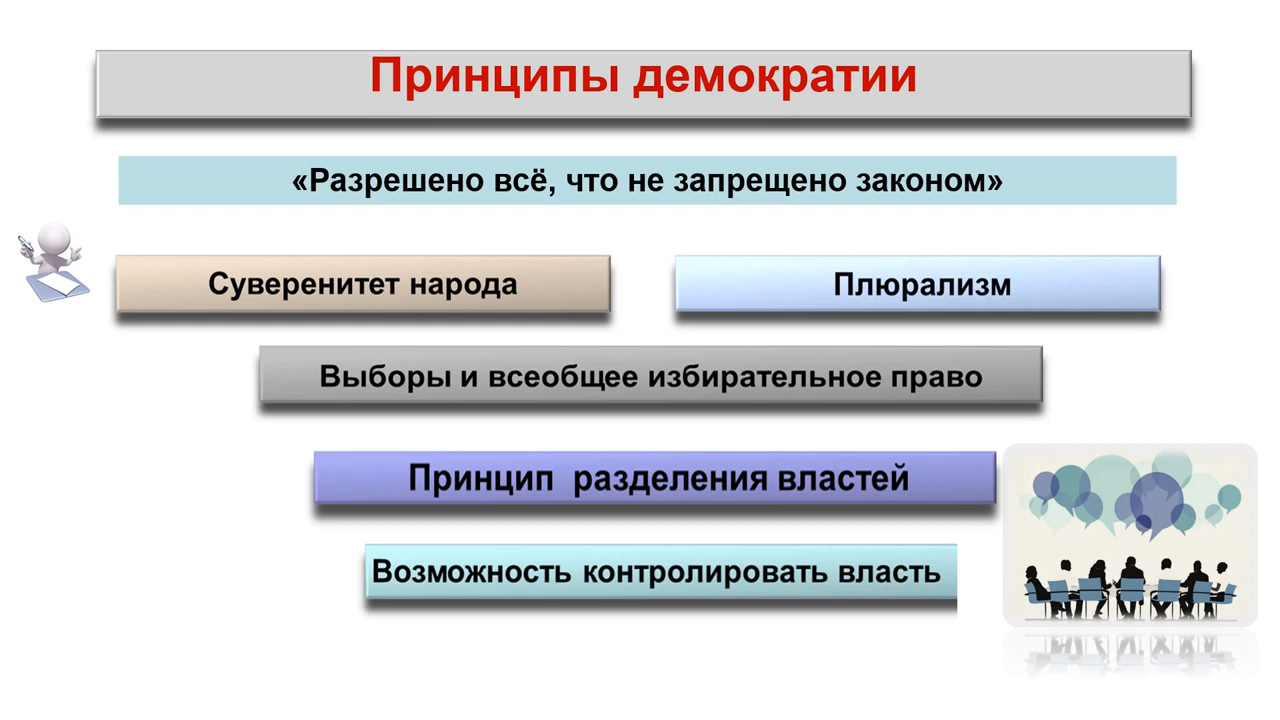 Принципы демократии
«Разрешено всё, что не запрещено законом»
Суверенитет народа
Плюрализм
Выборы и всеобщее избирательное право
Принцип  разделения властей
Возможность контролировать власть